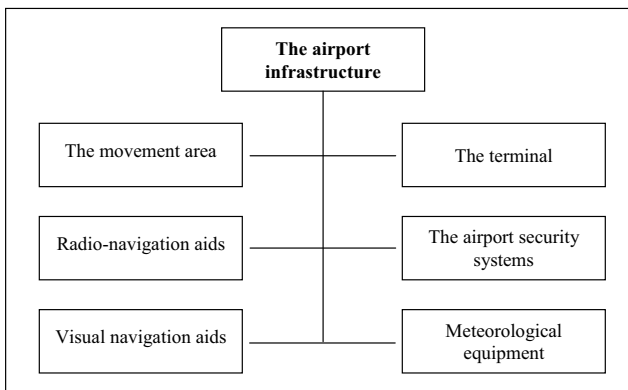 The airport
infrastructure
The movement area
The terminal
Radio-navigation aids
The airport security
systems
Visual navigation aids
Meteorological
equipment